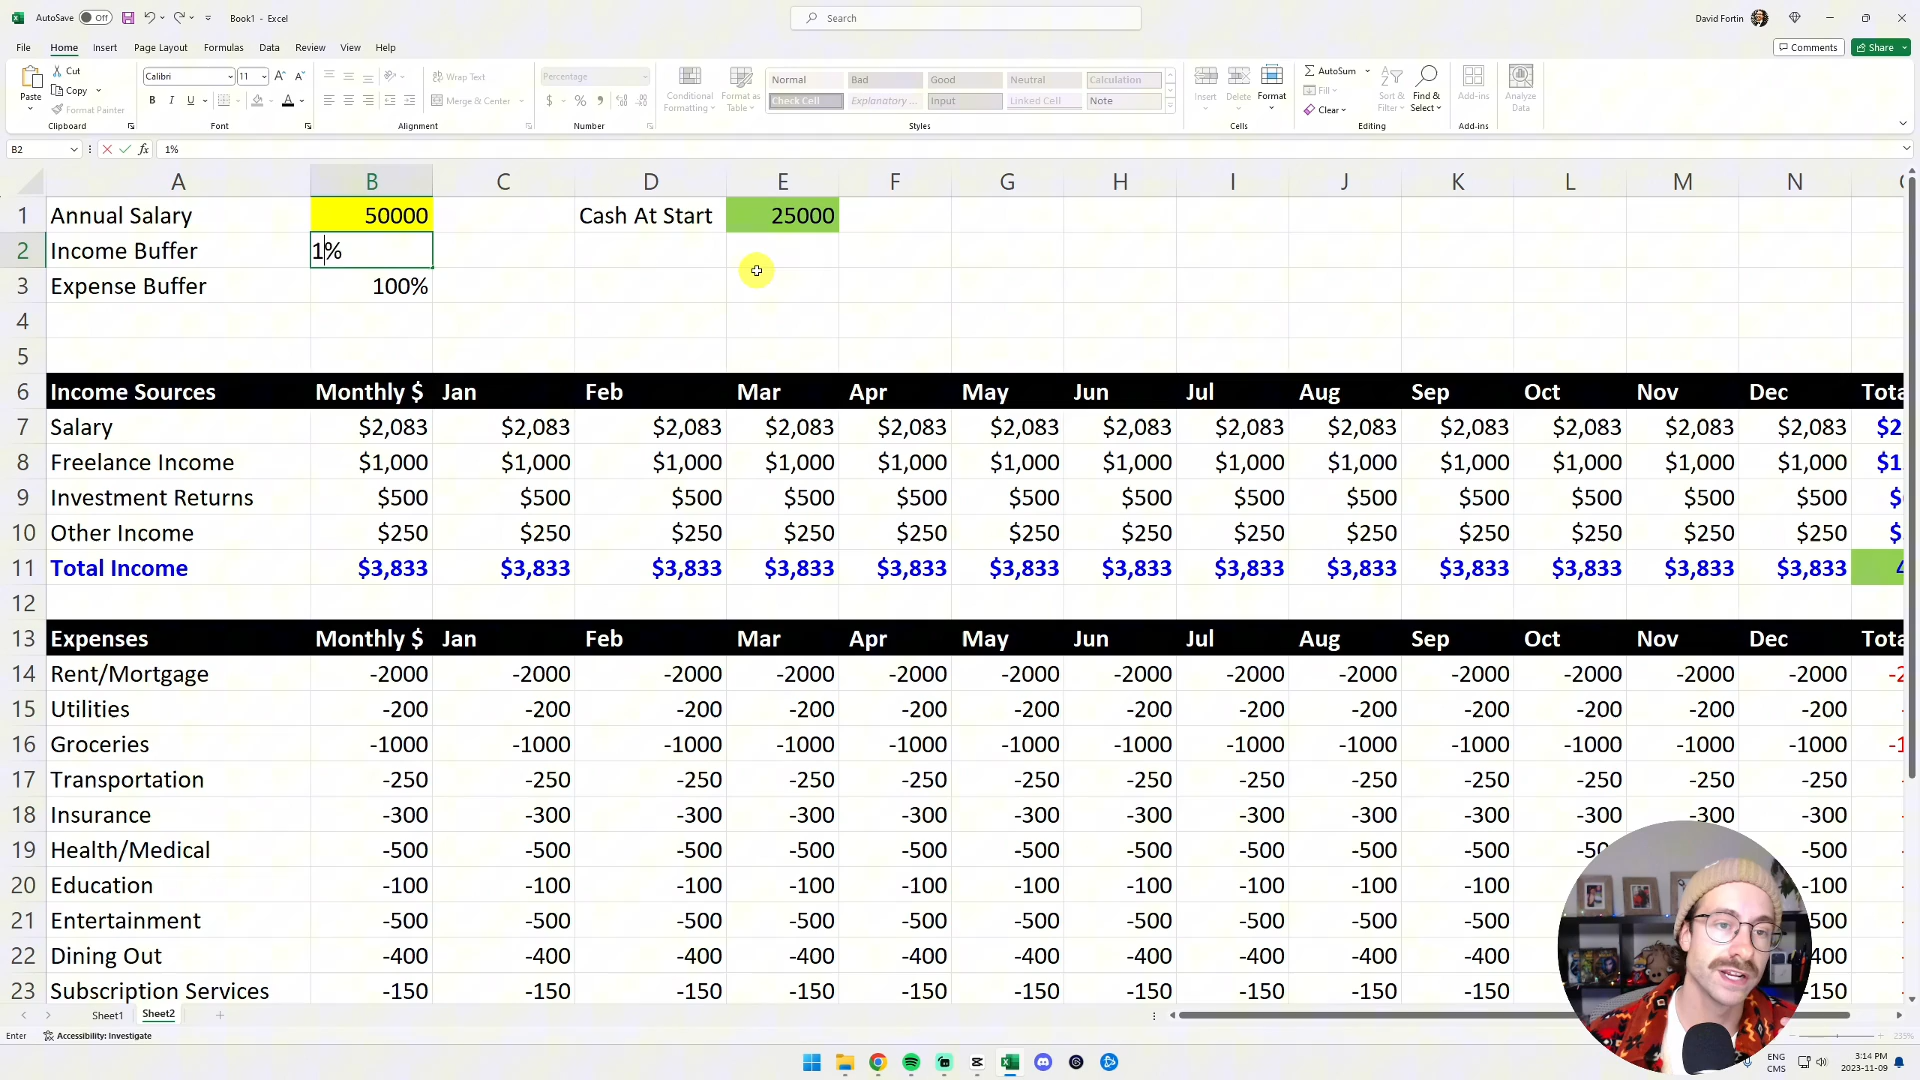 AutoSave Off Book1 - Excel Search David Fortin
File Home Insert Page Layout Formulas Data Review View Help Comments Share
Paste Cut Copy Format Painter Clipboard
Calibri 11 B I U Font
Wrap Text Merge & Center Alignment
Percentage $ % Number
Conditional Formatting Format as Table
Normal Bad Good Neutral Calculation
Check Cell Explanatory ... Input Linked Cell Note
Styles
Insert Delete Format Cells
AutoSum Fill Clear Sort & Filter Find & Select Editing
Add-ins Add-ins
Analyze Data
B2 fx 1%
A B C D E F G H I J K L M N
1 Annual Salary 50000 Cash At Start 25000
2 Income Buffer 1%
3 Expense Buffer 100%
4
5
6 Income Sources Monthly $ Jan Feb Mar Apr May Jun Jul Aug Sep Oct Nov Dec
7 Salary $2,083 $2,083 $2,083 $2,083 $2,083 $2,083 $2,083 $2,083 $2,083 $2,083 $2,083 $2,083 $2,083
8 Freelance Income $1,000 $1,000 $1,000 $1,000 $1,000 $1,000 $1,000 $1,000 $1,000 $1,000 $1,000 $1,000 $1,000
9 Investment Returns $500 $500 $500 $500 $500 $500 $500 $500 $500 $500 $500 $500 $500
10 Other Income $250 $250 $250 $250 $250 $250 $250 $250 $250 $250 $250 $250 $250
11 Total Income $3,833 $3,833 $3,833 $3,833 $3,833 $3,833 $3,833 $3,833 $3,833 $3,833 $3,833 $3,833 $3,833
12
13 Expenses Monthly $ Jan Feb Mar Apr May Jun Jul Aug Sep Oct Nov Dec
14 Rent/Mortgage -2000 -2000 -2000 -2000 -2000 -2000 -2000 -2000 -2000 -2000 -2000 -2000 -2000
15 Utilities -200 -200 -200 -200 -200 -200 -200 -200 -200 -200 -200 -200 -200
16 Groceries -1000 -1000 -1000 -1000 -1000 -1000 -1000 -1000 -1000 -1000 -1000 -1000 -1000
17 Transportation -250 -250 -250 -250 -250 -250 -250 -250 -250 -250 -250 -250 -250
18 Insurance -300 -300 -300 -300 -300 -300 -300 -300 -300 -300 -300 -300 -300
19 Health/Medical -500 -500 -500 -500 -500 -500 -500 -500 -500 -500 -500 -500
20 Education -100 -100 -100 -100 -100 -100 -100 -100 -100 -100 -100 -100
21 Entertainment -500 -500 -500 -500 -500 -500 -500 -500 -500 -500 500
22 Dining Out -400 -400 -400 -400 -400 -400 -400 -400 -400 -400 400
23 Subscription Services -150 -150 -150 -150 -150 -150 -150 -150 -150 -150 -150
Sheet1 Sheet2
Enter Accessibility: Investigate 235%
ENG CMS 3:14 PM 2023-11-09